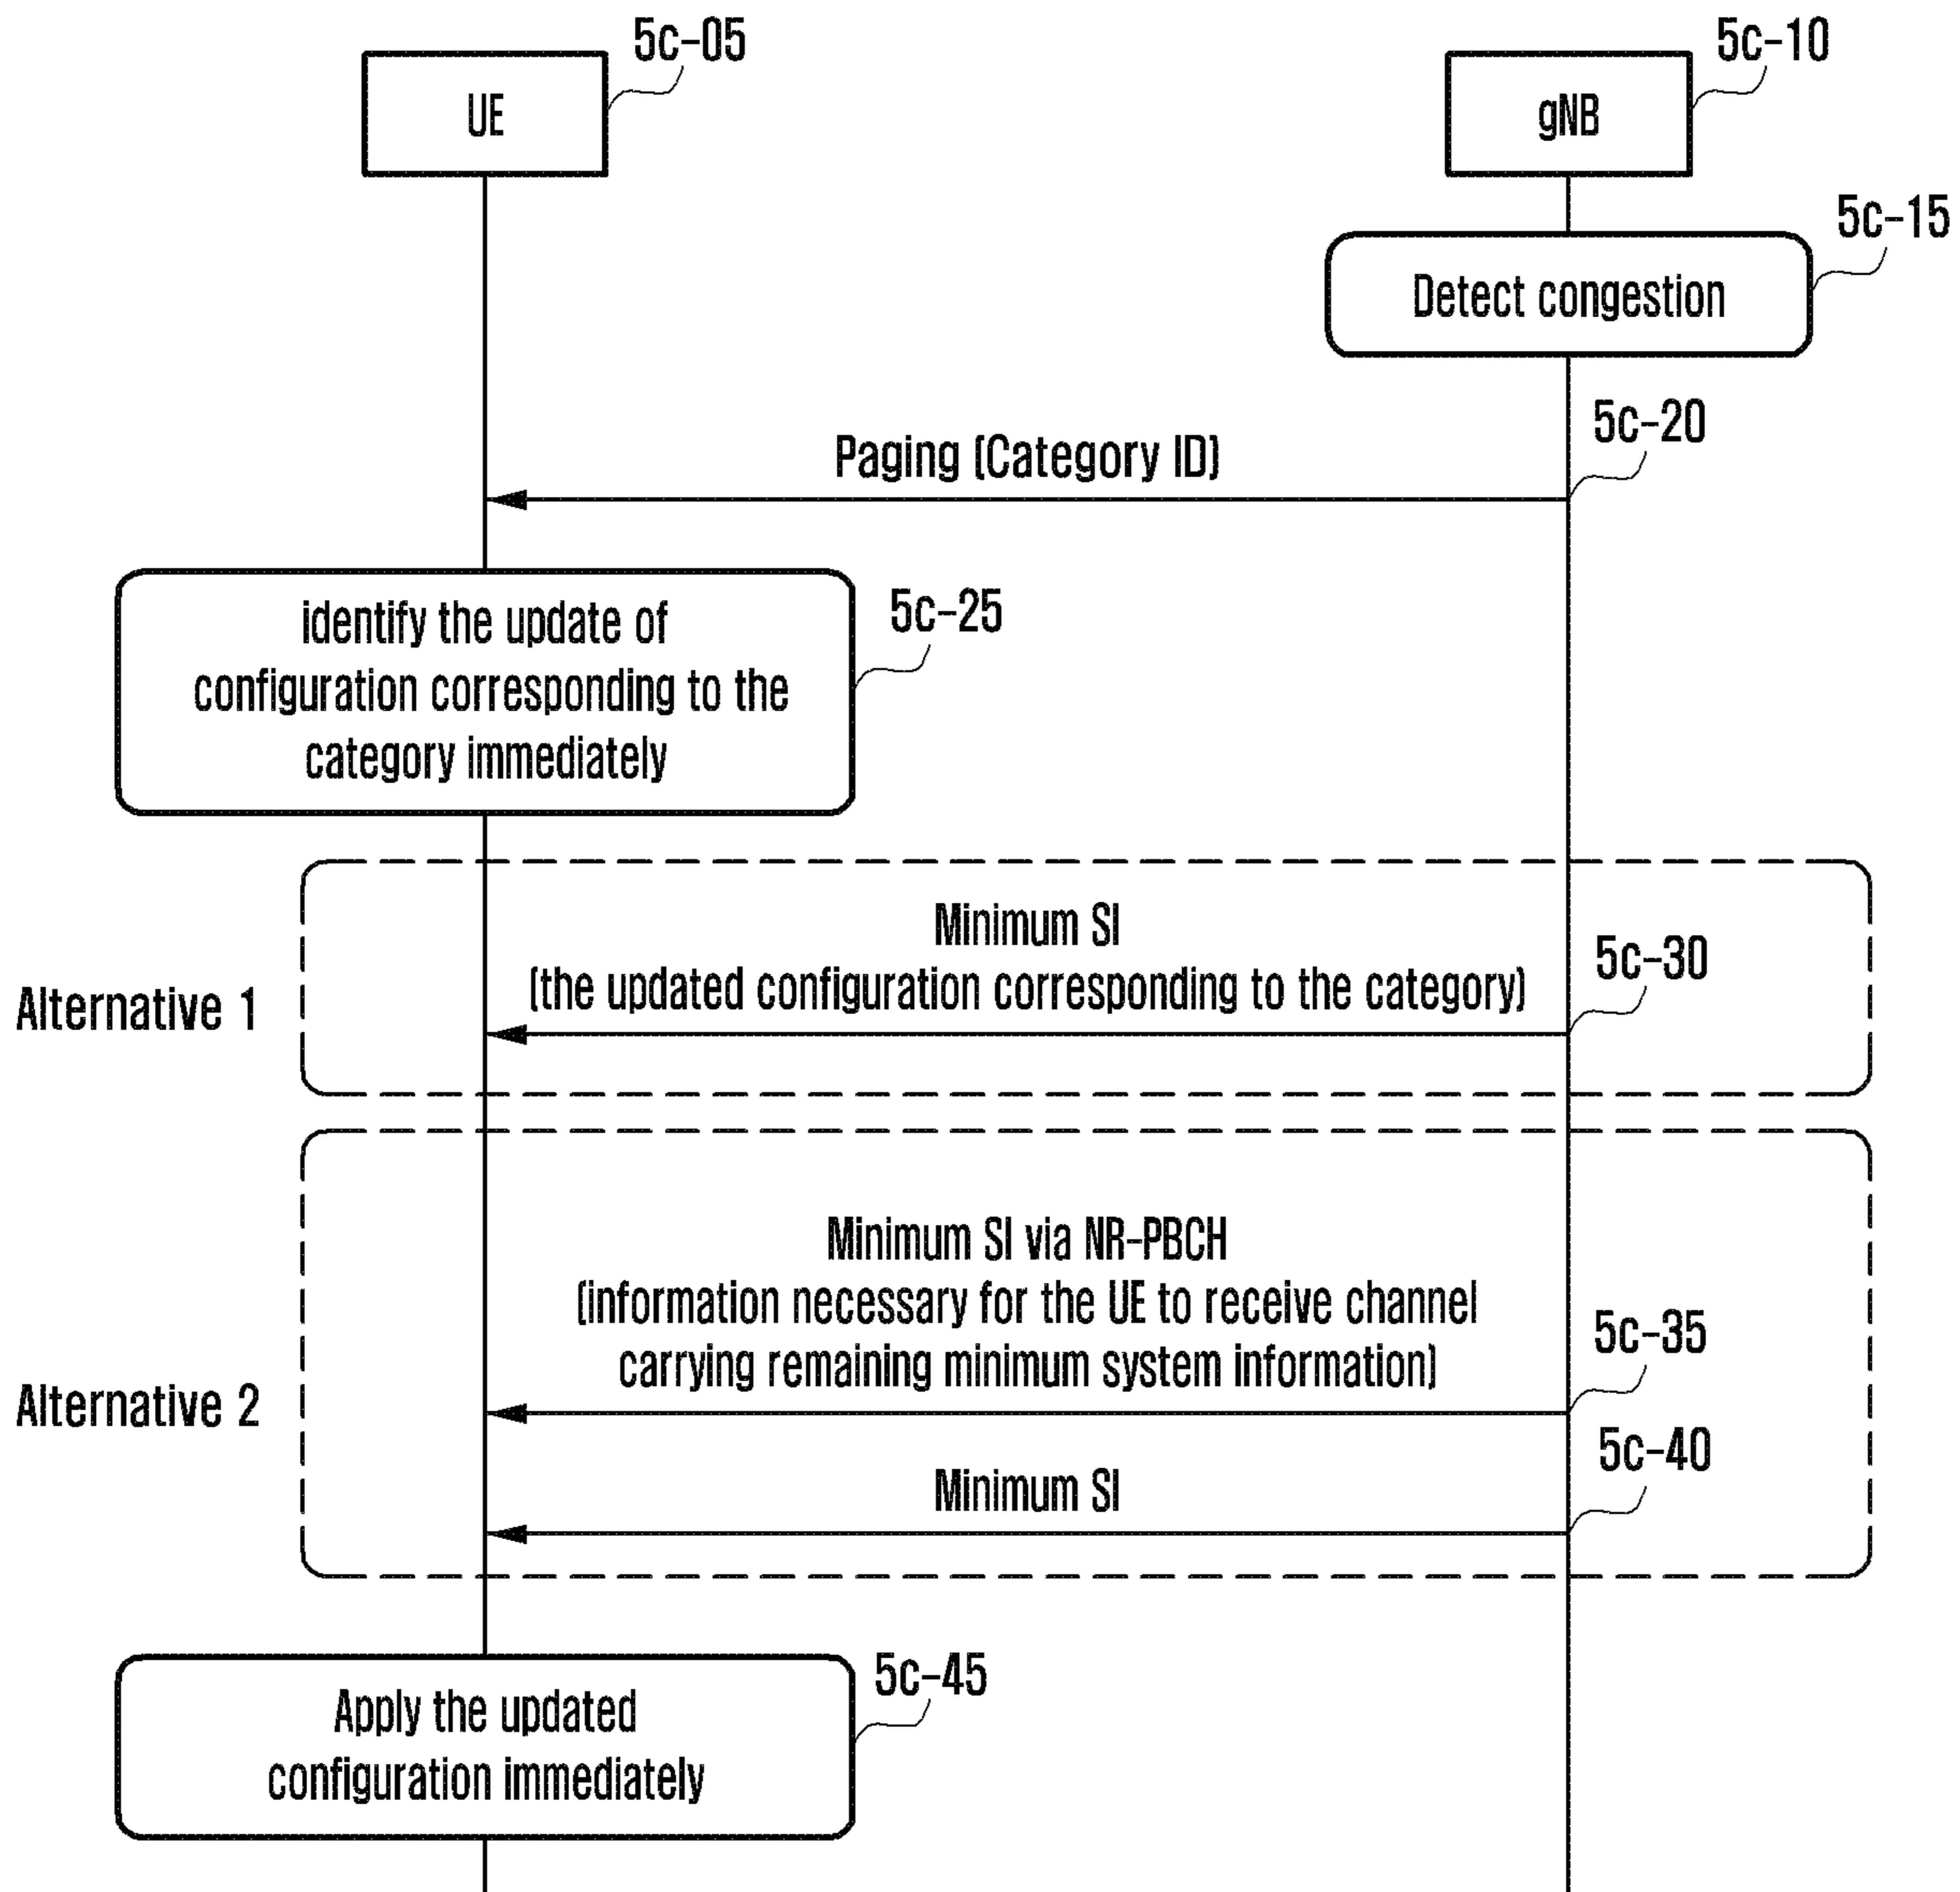 5c-05
5c-10
UE
gNB
5c-15
Detect congestion
5c-20
Paging (Category ID)
identify the update of
configuration corresponding to the
category immediately
5c-25
Minimum SI
(the updated configuration corresponding to the category)
5c-30
Alternative 1
Minimum SI via NR-PBCH
(information necessary for the UE to receive channel
carrying remaining minimum system information)
5c-35
Alternative 2
5c-40
Minimum SI
Apply the updated
configuration immediately
5c-45